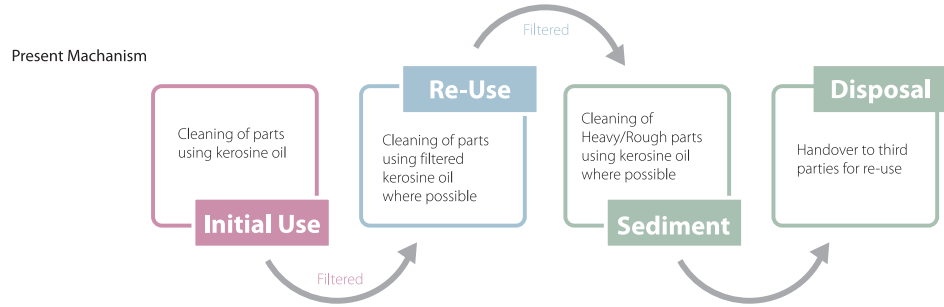 Present Machanism
Cleaning of parts
using kerosine oil
Initial Use
Filtered
Re-Use
Cleaning of parts
using filtered
kerosine oil
where possible
Filtered
Cleaning of
Heavy/Rough parts
using kerosine oil
where possible
Sediment
Disposal
Handover to third
parties for re-use